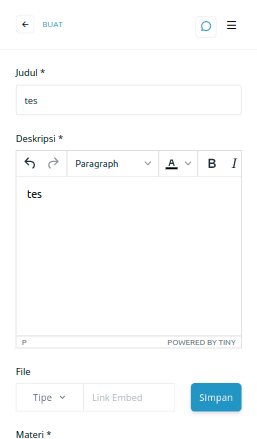 BUAT
Judul *
tes
Deskripsi *
Paragraph A B I
tes
P POWERED BY TINY
File
Tipe Link Embed Simpan
Materi *